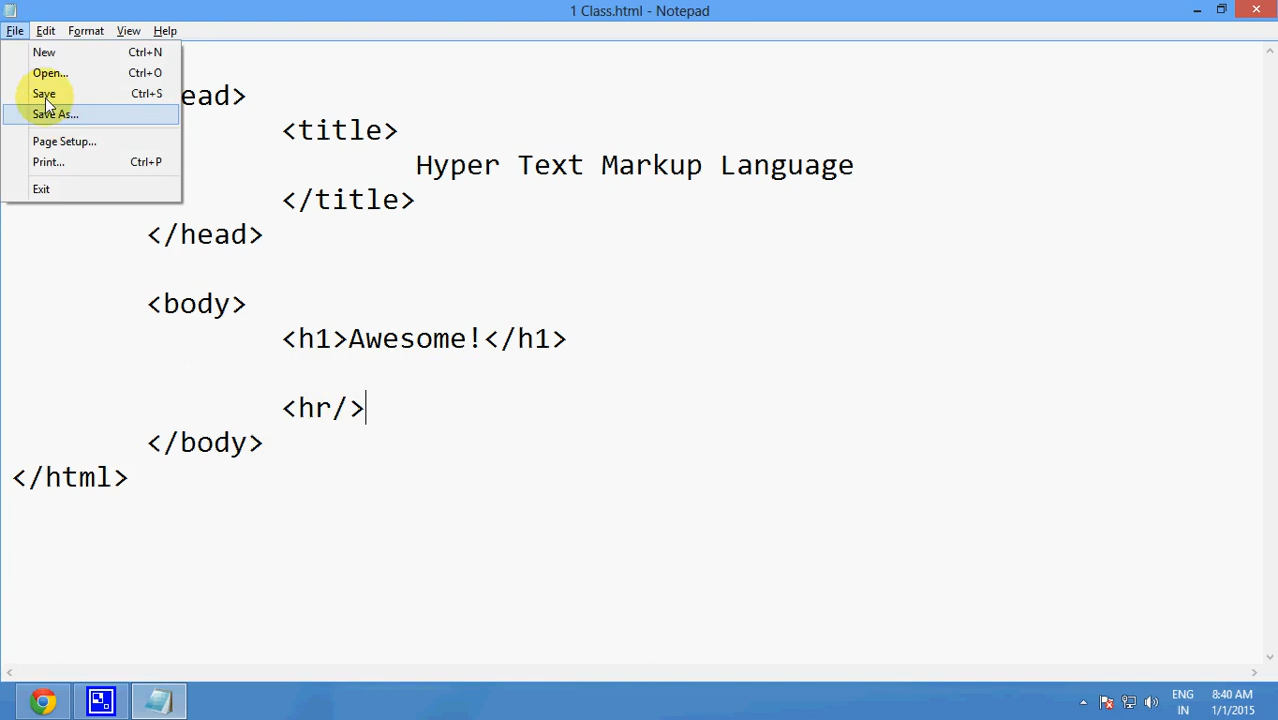 1 Class.html - Notepad
File Edit Format View Help
New Ctrl+N
Open... Ctrl+O
Save Ctrl+S
Save As...
Page Setup...
Print... Ctrl+P
Exit
ead>
<title>
Hyper Text Markup Language
</title>
</head>
<body>
<h1>Awesome!</h1>
<hr/>
</body>
</html>
ENG 8:40 AM
IN 1/1/2015